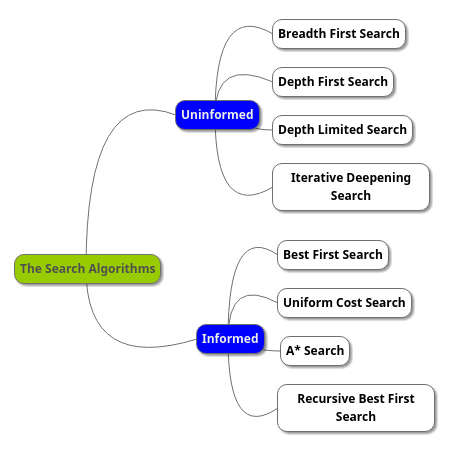 Breadth First Search
Depth First Search
Uninformed
Depth Limited Search
Iterative Deepening
Search
The Search Algorithms
Best First Search
Uniform Cost Search
Informed
A* Search
Recursive Best First
Search